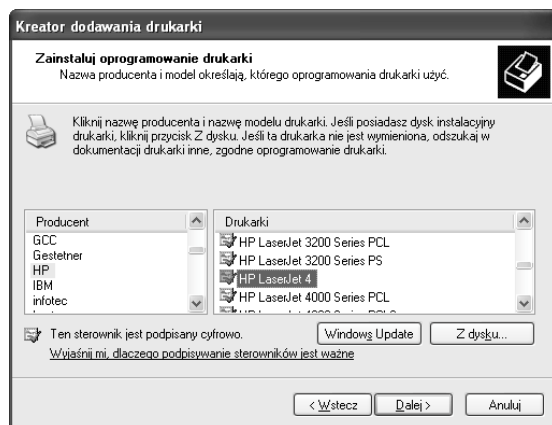 Kreator dodawania drukarki
Zainstaluj oprogramowanie drukarki
Nazwa producenta i model określają, którego oprogramowania drukarki użyć.
Kliknij nazwę producenta i nazwę modelu drukarki. Jeśli posiadasz dysk instalacyjny
drukarki, kliknij przycisk Z dysku. Jeśli ta drukarka nie jest wymieniona, odszukaj w
dokumentacji drukarki inne, zgodne oprogramowanie drukarki.
Producent
GCC
Gestetner
HP
IBM
infotec
Drukarki
HP LaserJet 3200 Series PCL
HP LaserJet 3200 Series PS
HP LaserJet 4
HP LaserJet 4000 Series PCL
Ten sterownik jest podpisany cyfrowo.
Wyjaśnij mi, dlaczego podpisywanie sterowników jest ważne
Windows Update
Z dysku...
< Wstecz
Dalej >
Anuluj